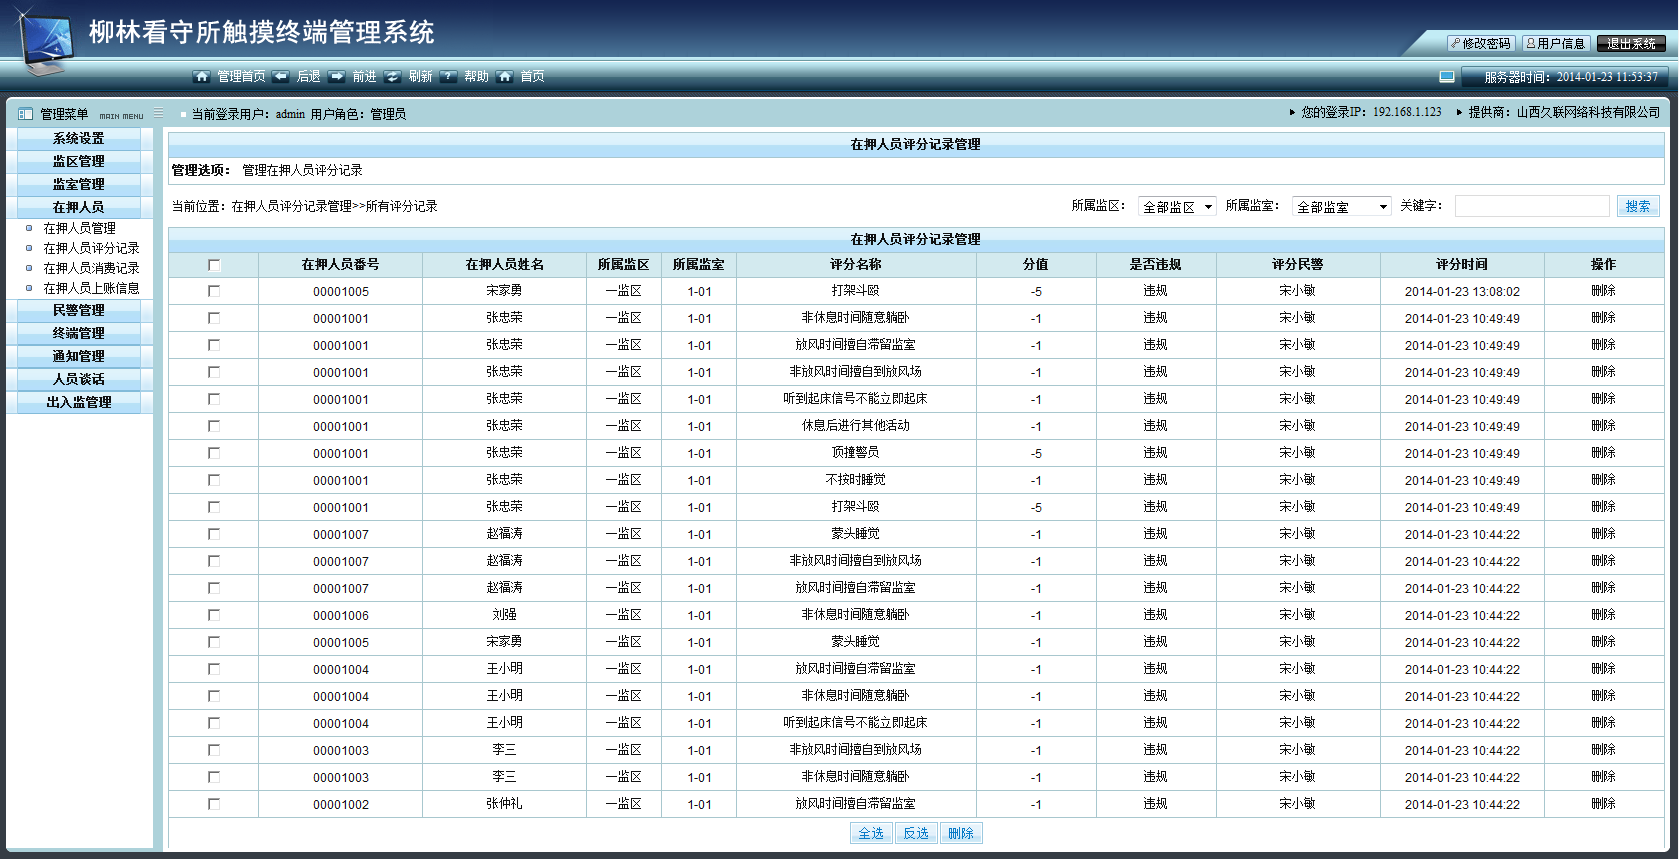 柳林看守所触摸终端管理系统
修改密码 用户信息 退出系统
管理首页 后退 前进 刷新 帮助 首页
服务器时间：2014-01-23 11:53:37
管理菜单 MAIN MENU
当前登录用户：admin 用户角色：管理员
您的登录IP：192.168.1.123 提供商：山西久联网络科技有限公司
系统设置
监区管理
监室管理
在押人员
在押人员管理
在押人员评分记录
在押人员消费记录
在押人员上账信息
民警管理
终端管理
通知管理
人员谈话
出入监管理
在押人员评分记录管理
管理选项： 管理在押人员评分记录
当前位置：在押人员评分记录管理>>所有评分记录
所属监区： 全部监区 所属监室： 全部监室 关键字： 搜索
在押人员评分记录管理
在押人员番号 在押人员姓名 所属监区 所属监室 评分名称 分值 是否违规 评分民警 评分时间 操作
00001005 宋家勇 一监区 1-01 打架斗殴 -5 违规 宋小敏 2014-01-23 13:08:02 删除
00001001 张忠荣 一监区 1-01 非休息时间随意躺卧 -1 违规 宋小敏 2014-01-23 10:49:49 删除
00001001 张忠荣 一监区 1-01 放风时间擅自滞留监室 -1 违规 宋小敏 2014-01-23 10:49:49 删除
00001001 张忠荣 一监区 1-01 非放风时间擅自到放风场 -1 违规 宋小敏 2014-01-23 10:49:49 删除
00001001 张忠荣 一监区 1-01 听到起床信号不能立即起床 -1 违规 宋小敏 2014-01-23 10:49:49 删除
00001001 张忠荣 一监区 1-01 休息后进行其他活动 -1 违规 宋小敏 2014-01-23 10:49:49 删除
00001001 张忠荣 一监区 1-01 顶撞警员 -5 违规 宋小敏 2014-01-23 10:49:49 删除
00001001 张忠荣 一监区 1-01 不按时睡觉 -1 违规 宋小敏 2014-01-23 10:49:49 删除
00001001 张忠荣 一监区 1-01 打架斗殴 -5 违规 宋小敏 2014-01-23 10:49:49 删除
00001007 赵福涛 一监区 1-01 蒙头睡觉 -1 违规 宋小敏 2014-01-23 10:44:22 删除
00001007 赵福涛 一监区 1-01 非放风时间擅自到放风场 -1 违规 宋小敏 2014-01-23 10:44:22 删除
00001007 赵福涛 一监区 1-01 放风时间擅自滞留监室 -1 违规 宋小敏 2014-01-23 10:44:22 删除
00001006 刘强 一监区 1-01 非休息时间随意躺卧 -1 违规 宋小敏 2014-01-23 10:44:22 删除
00001005 宋家勇 一监区 1-01 蒙头睡觉 -1 违规 宋小敏 2014-01-23 10:44:22 删除
00001004 王小明 一监区 1-01 放风时间擅自滞留监室 -1 违规 宋小敏 2014-01-23 10:44:22 删除
00001004 王小明 一监区 1-01 非休息时间随意躺卧 -1 违规 宋小敏 2014-01-23 10:44:22 删除
00001004 王小明 一监区 1-01 听到起床信号不能立即起床 -1 违规 宋小敏 2014-01-23 10:44:22 删除
00001003 李三 一监区 1-01 非放风时间擅自到放风场 -1 违规 宋小敏 2014-01-23 10:44:22 删除
00001003 李三 一监区 1-01 非休息时间随意躺卧 -1 违规 宋小敏 2014-01-23 10:44:22 删除
00001002 张仲礼 一监区 1-01 放风时间擅自滞留监室 -1 违规 宋小敏 2014-01-23 10:44:22 删除
全选 反选 删除